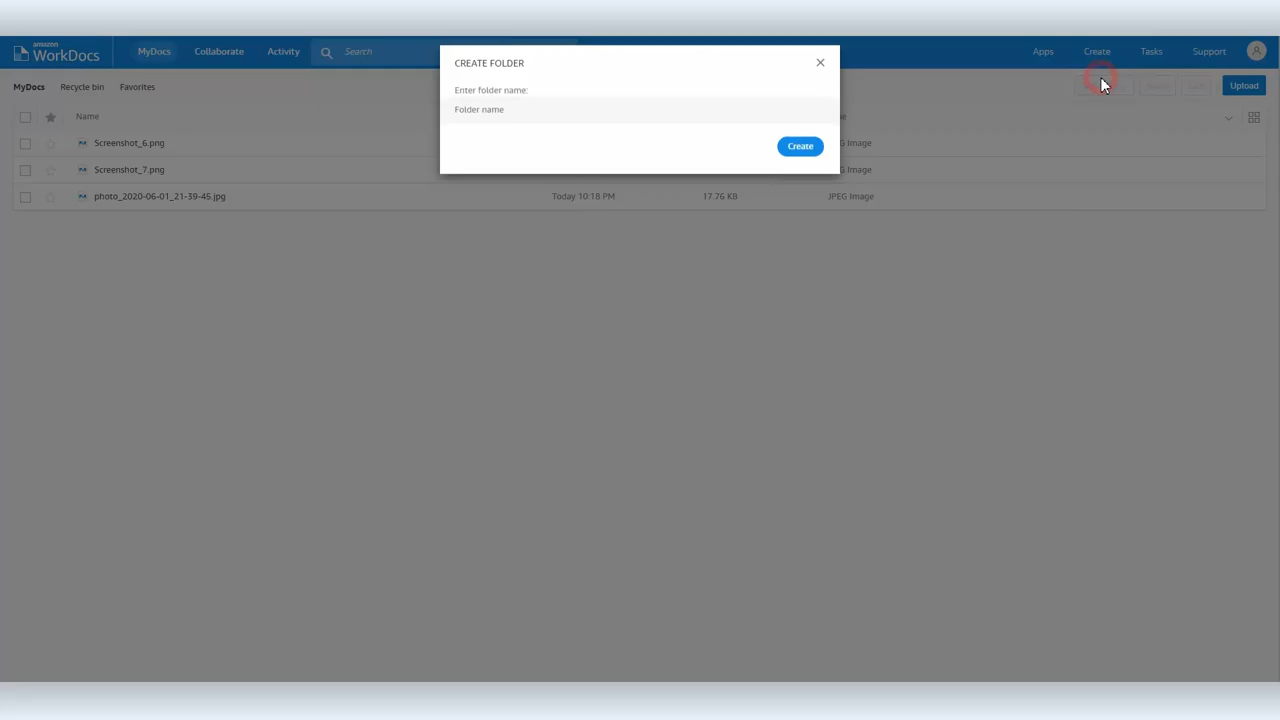 amazon
WorkDocs
MyDocs
Collaborate
Activity
Search
Apps
Create
Tasks
Support
CREATE FOLDER
Enter folder name:
Folder name
Create
MyDocs
Recycle bin
Favorites
Upload
Name
Screenshot_6.png
G Image
Screenshot_7.png
G Image
photo_2020-06-01_21-39-45.jpg
Today 10:18 PM
17.76 KB
JPEG Image